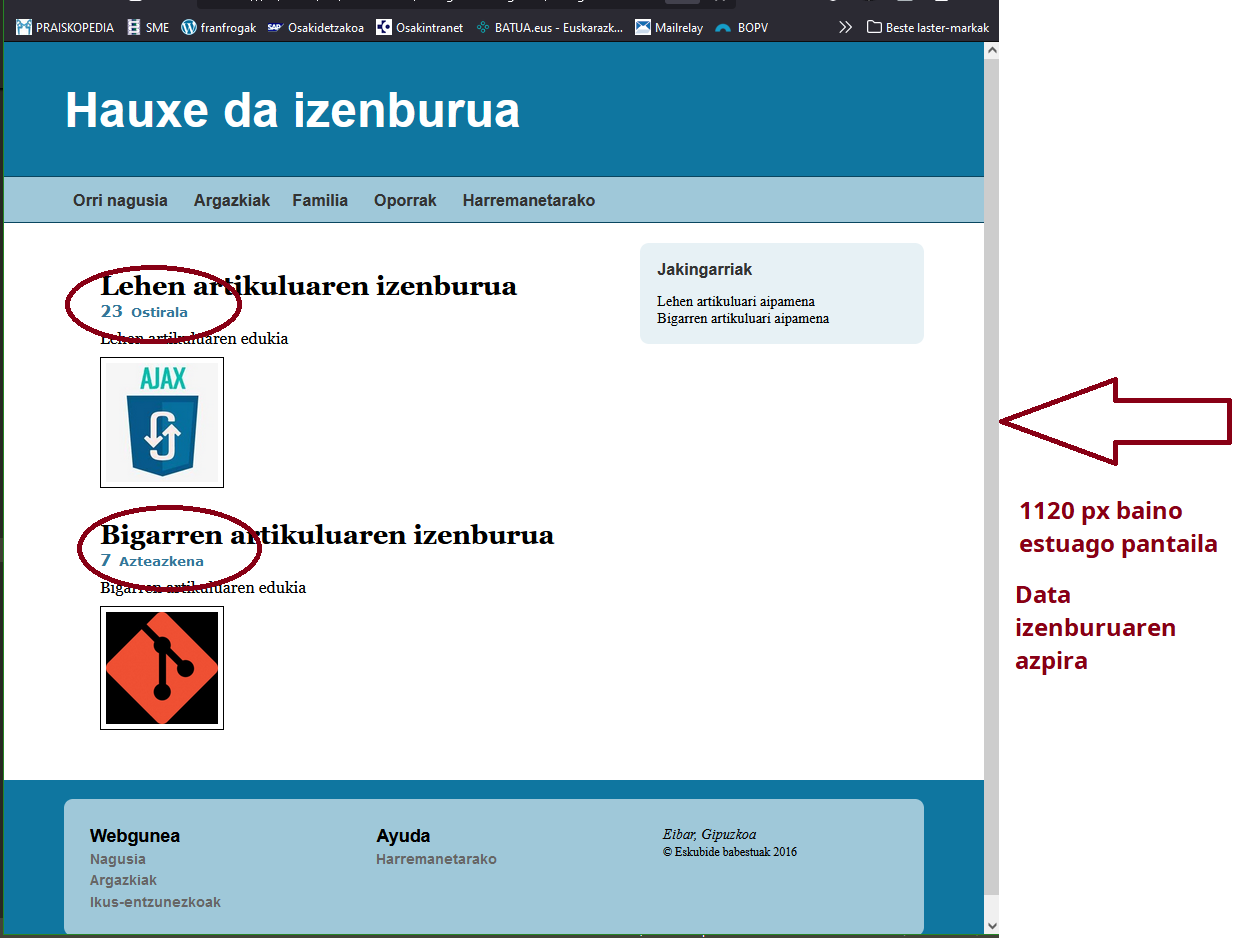 PRAISKOPEDIA SME franfrogak SAP Osakidetzakoa Osakintranet BATUA.eus - Euskarazk... Mailrelay BOPV Beste laster-markak
Hauxe da izenburua
Orri nagusia Argazkiak Familia Oporrak Harremanetarako
Lehen artikuluaren izenburua
23 Ostirala
Lehen artikuluaren edukia
AJAX
Bigarren artikuluaren izenburua
7 Azteazkena
Bigarren artikuluaren edukia
Jakingarriak
Lehen artikuluari aipamena
Bigarren artikuluari aipamena
1120 px baino
estuago pantaila
Data
izenburuaren
azpira
Webgunea
Nagusia
Argazkiak
Ikus-entzunezkoak
Ayuda
Harremanetarako
Eibar, Gipuzkoa
© Eskubide babestuak 2016